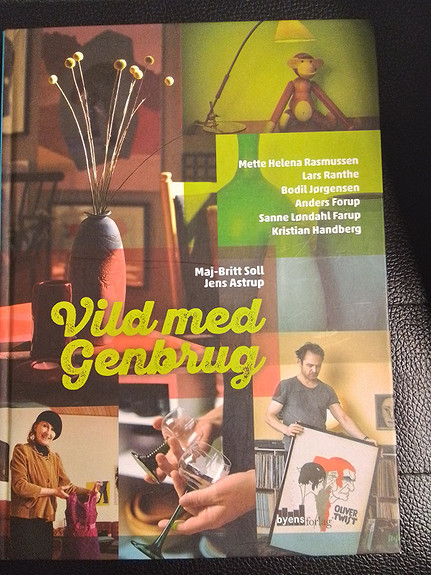 Mette Helena Rasmussen
Lars Ranthe
Bodil Jørgensen
Anders Forup
Sanne Løndahl Farup
Kristian Handberg
Maj-Britt Soll
Jens Astrup
Vild med
Genbrug
byens forlag
OLIVER
TWIST